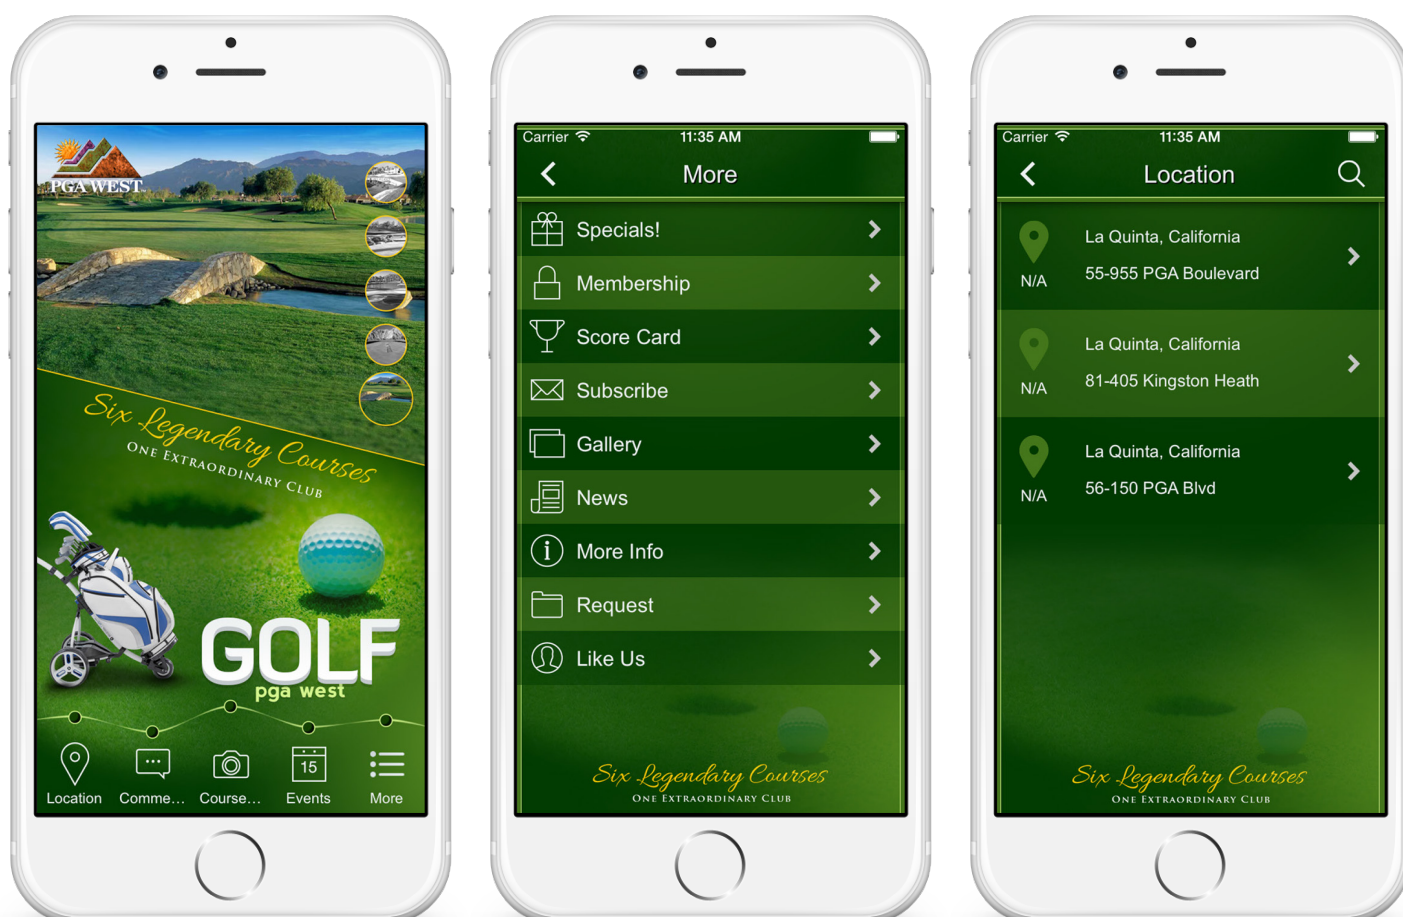 PGA WEST
Six Legendary Courses
One Extraordinary Club
GOLF
pga west
15
Location
Comme...
Course...
Events
More
Carrier
11:35 AM
More
Specials!
Membership
Score Card
Subscribe
Gallery
News
More Info
Request
Like Us
Six Legendary Courses
One Extraordinary Club
Carrier
11:35 AM
Location
La Quinta, California
55-955 PGA Boulevard
N/A
La Quinta, California
81-405 Kingston Heath
N/A
La Quinta, California
56-150 PGA Blvd
N/A
Six Legendary Courses
One Extraordinary Club